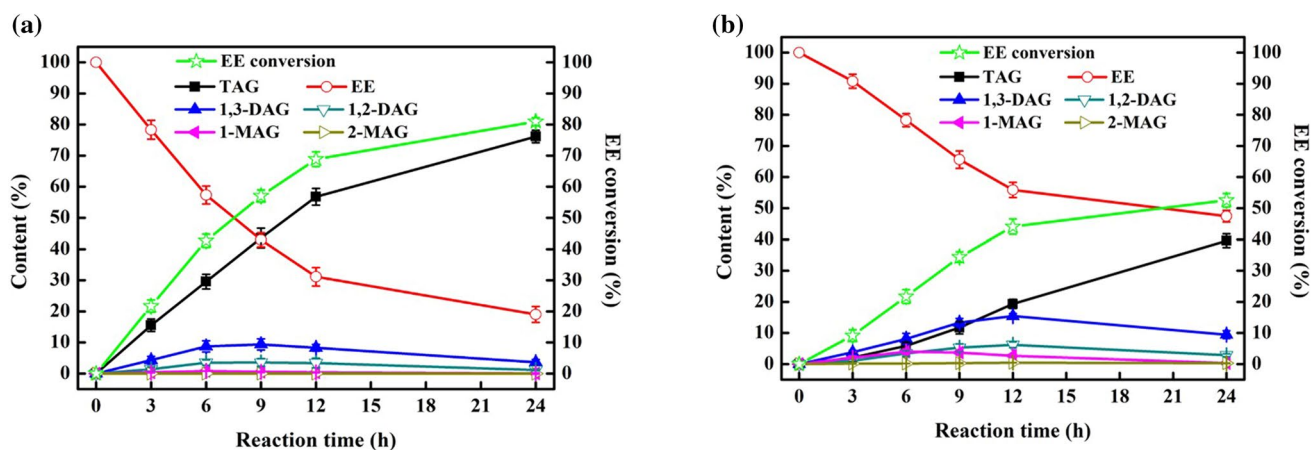 (a)
EE conversion
TAG EE
1,3-DAG 1,2-DAG
1-MAG 2-MAG
100
90
80
70
60
50
40
30
20
10
0
Content (%)
100
90
80
70
60
50
40
30
20
10
0
EE conversion (%)
0 3 6 9 12 15 18 21 24
Reaction time (h)
(b)
EE conversion
TAG EE
1,3-DAG 1,2-DAG
1-MAG 2-MAG
100
90
80
70
60
50
40
30
20
10
0
Content (%)
100
90
80
70
60
50
40
30
20
10
0
EE conversion (%)
0 3 6 9 12 15 18 21 24
Reaction time (h)